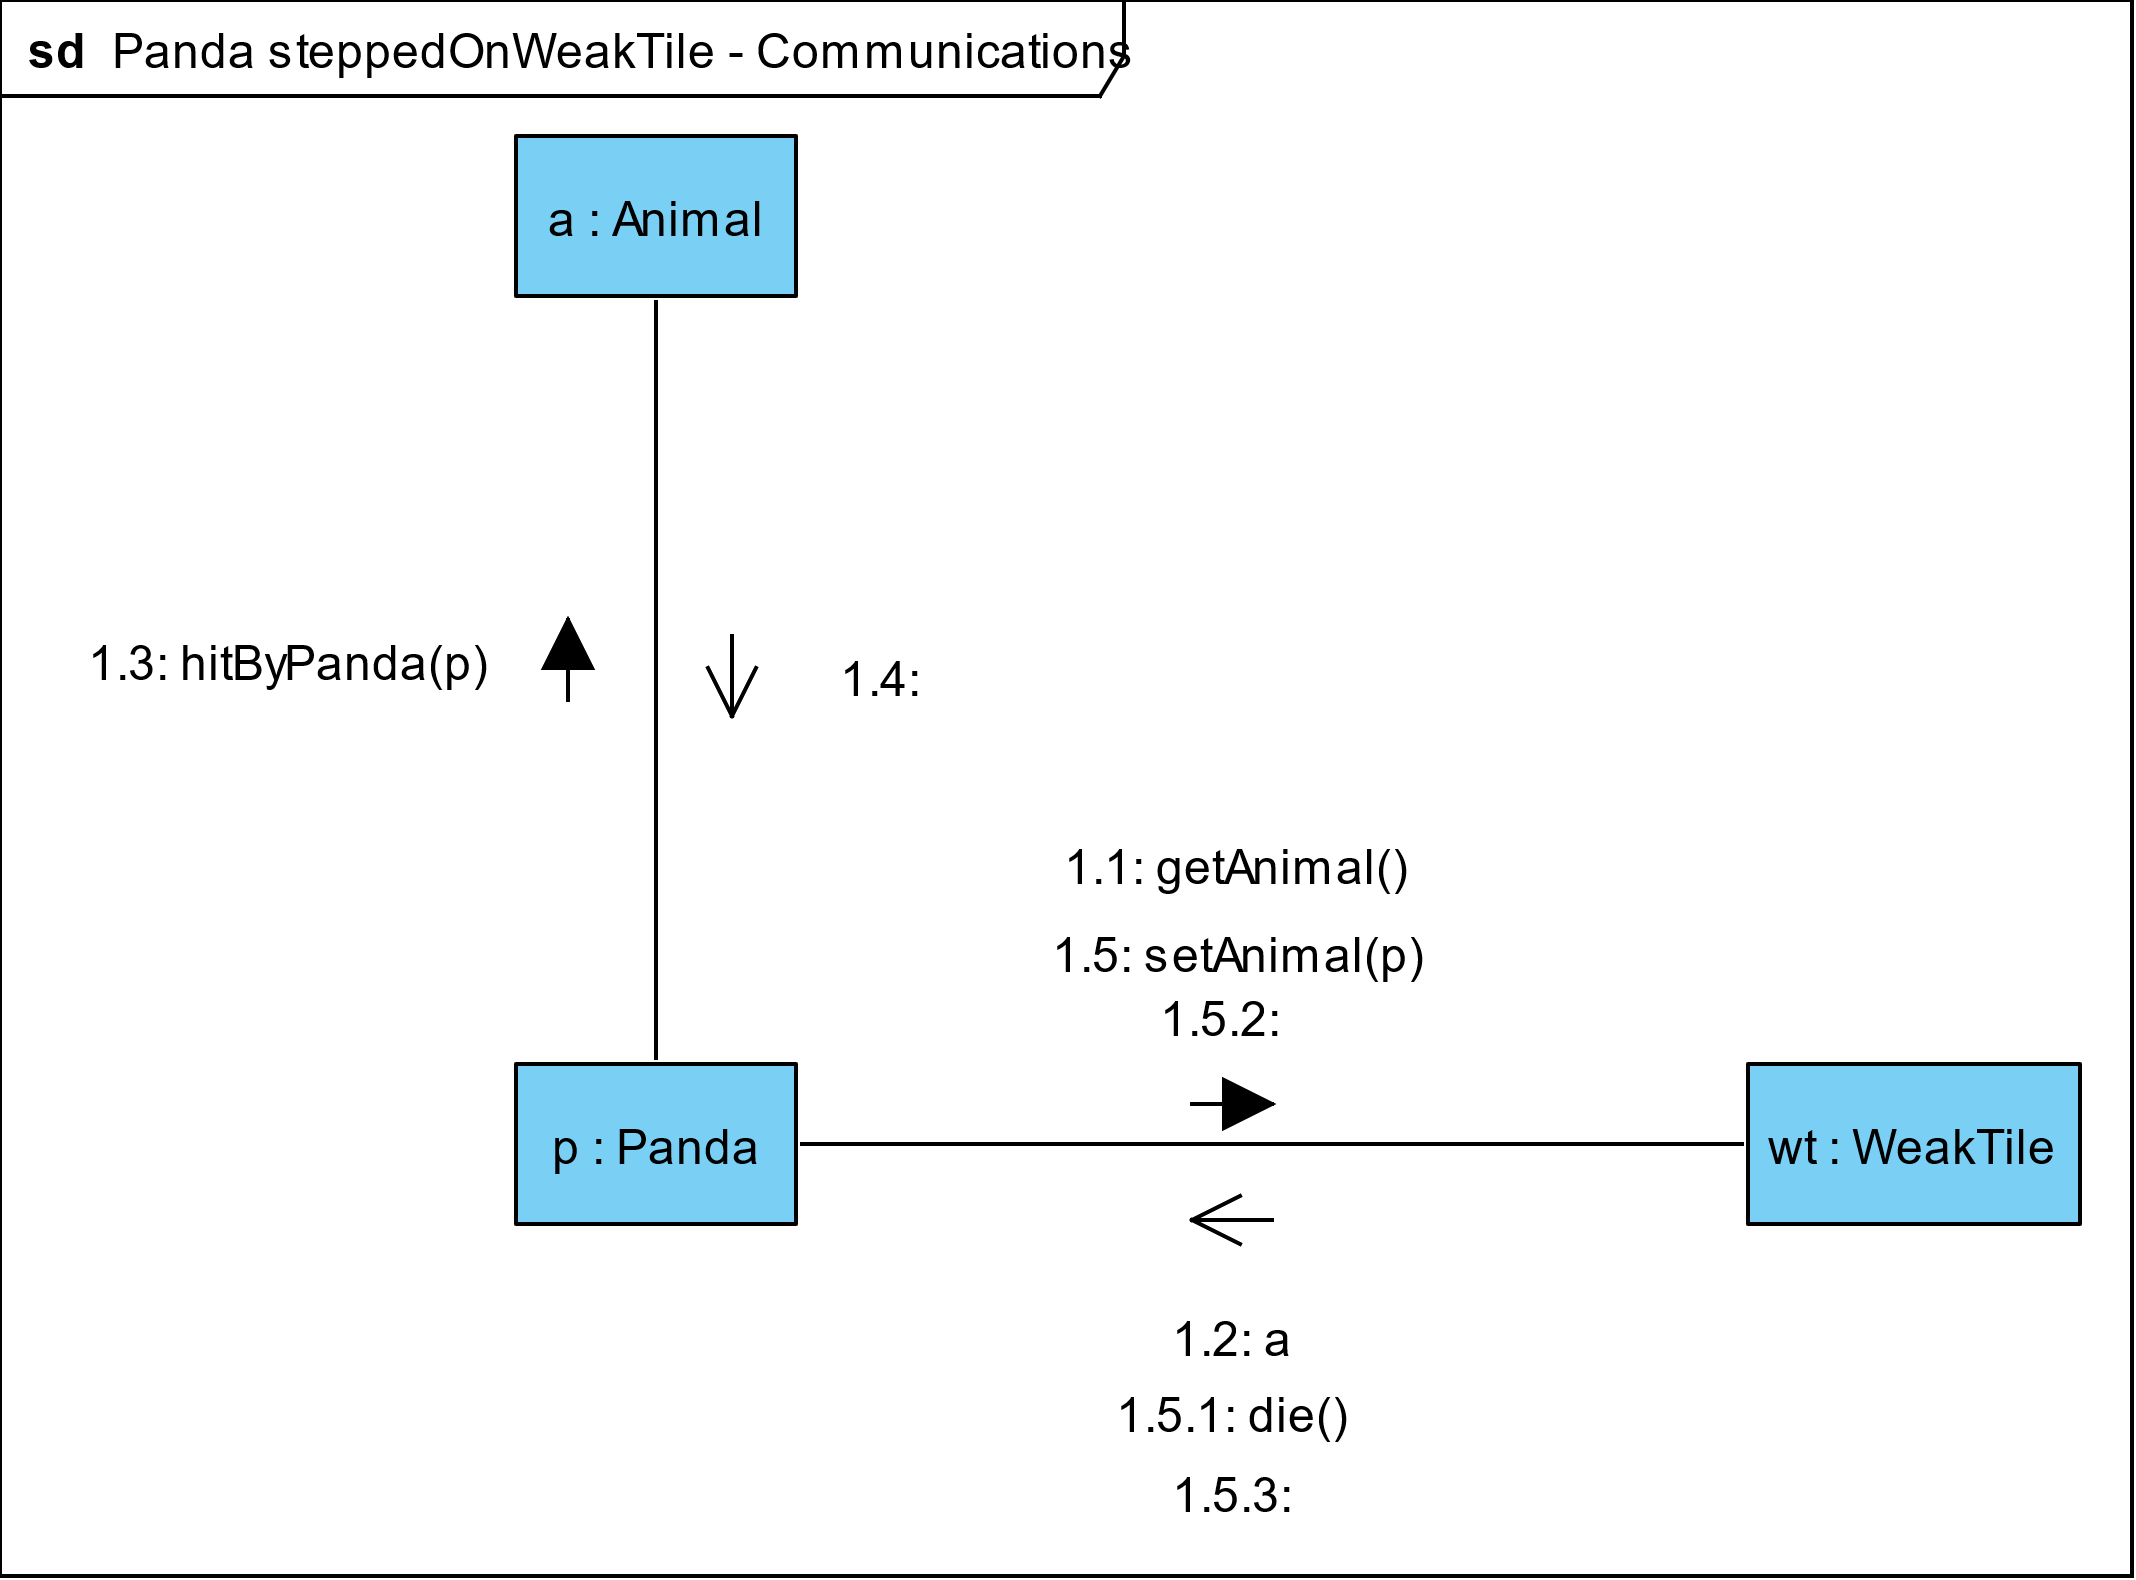 sd Panda steppedOnWeakTile - Communications
a : Animal
1.3: hitByPanda(p)
1.4:
1.1: getAnimal()
1.5: setAnimal(p)
1.5.2:
p : Panda
wt : WeakTile
1.2: a
1.5.1: die()
1.5.3: